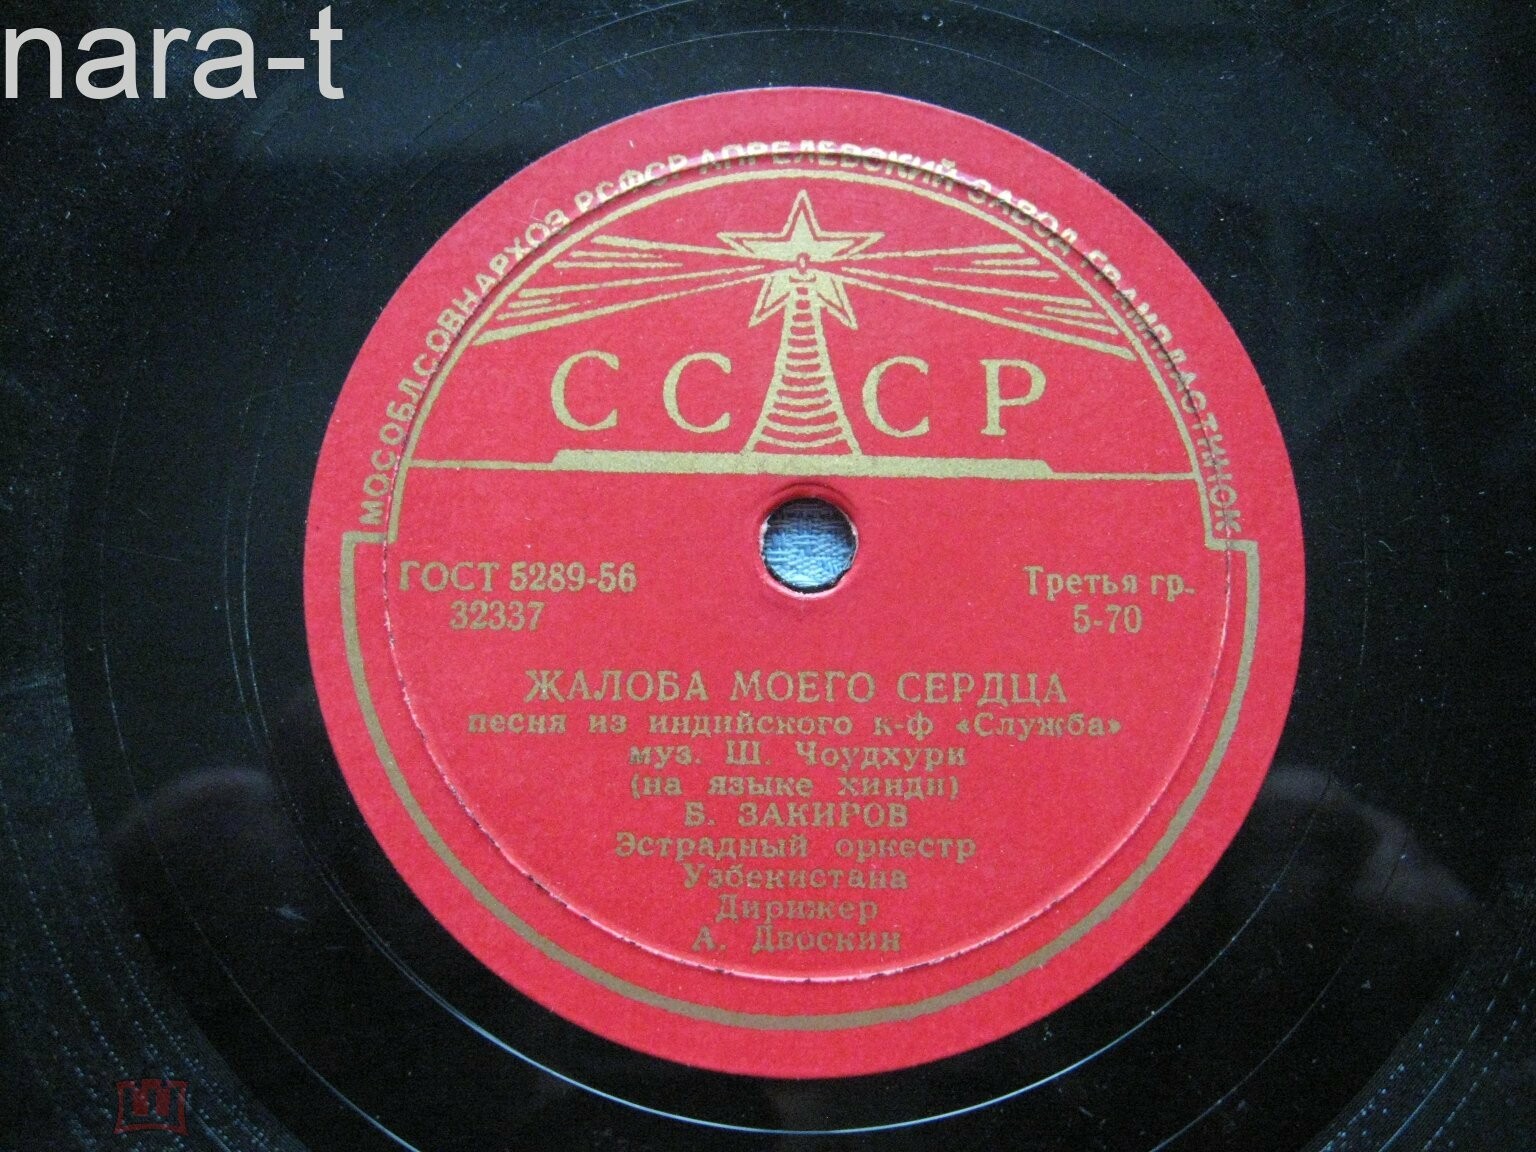 nara-t
МОСОБЛСОВНАРХОЗ РСФСР АПРЕЛЕВСКИЙ ЗАВОД ГРАМПЛАСТИНОК
СССР
ГОСТ 5289-56
32337
Третья гр.
5-70
ЖАЛОБА МОЕГО СЕРДЦА
песня из индийского к-ф «Служба»
муз. Ш. Чоудхури
(на языке хинди)
Б. ЗАКИРОВ
Эстрадный оркестр
Узбекистана
Дирижер
А. Двоскин